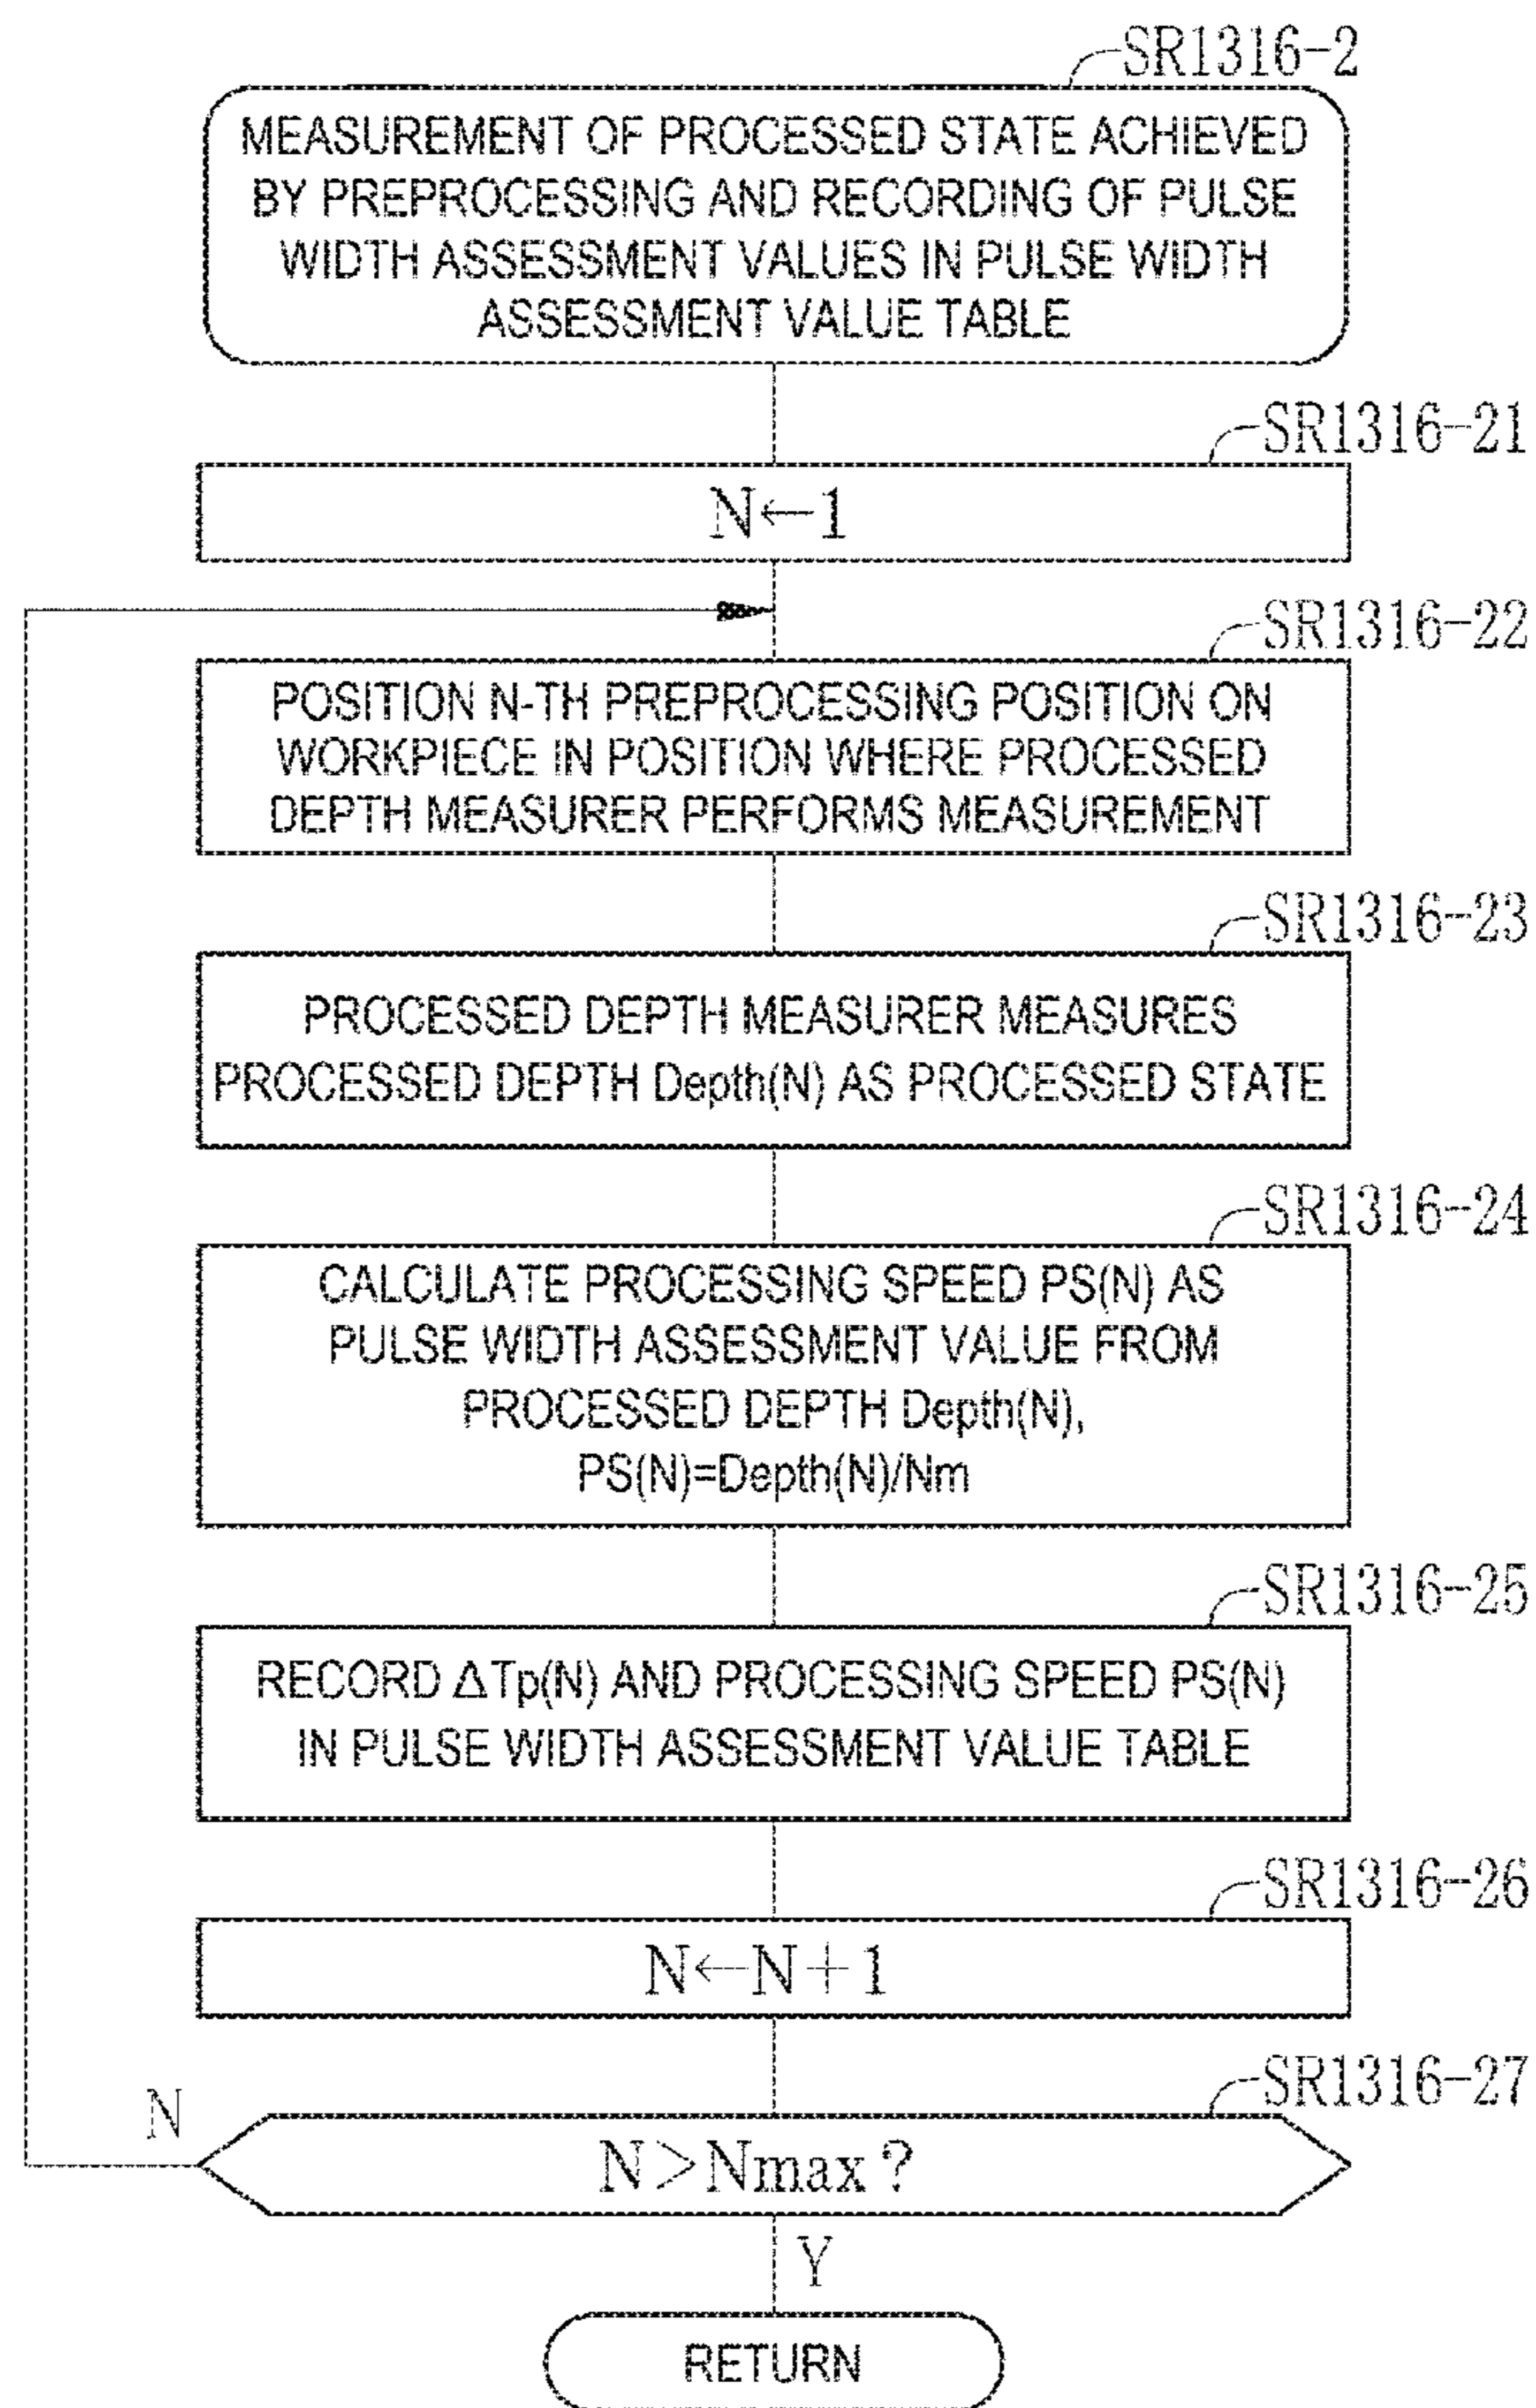 SR1316-2
MEASUREMENT OF PROCESSED STATE ACHIEVED
BY PREPROCESSING AND RECORDING OF PULSE
WIDTH ASSESSMENT VALUES IN PULSE WIDTH
ASSESSMENT VALUE TABLE
SR1316-21
N←1
SR1316-22
POSITION N-TH PREPROCESSING POSITION ON
WORKPIECE IN POSITION WHERE PROCESSED
DEPTH MEASURER PERFORMS MEASUREMENT
SR1316-23
PROCESSED DEPTH MEASURER MEASURES
PROCESSED DEPTH Depth(N) AS PROCESSED STATE
SR1316-24
CALCULATE PROCESSING SPEED PS(N) AS
PULSE WIDTH ASSESSMENT VALUE FROM
PROCESSED DEPTH Depth(N),
PS(N)=Depth(N)/Nm
SR1316-25
RECORD ΔTp(N) AND PROCESSING SPEED PS(N)
IN PULSE WIDTH ASSESSMENT VALUE TABLE
SR1316-26
N←N+1
SR1316-27
N
N>Nmax?
Y
RETURN